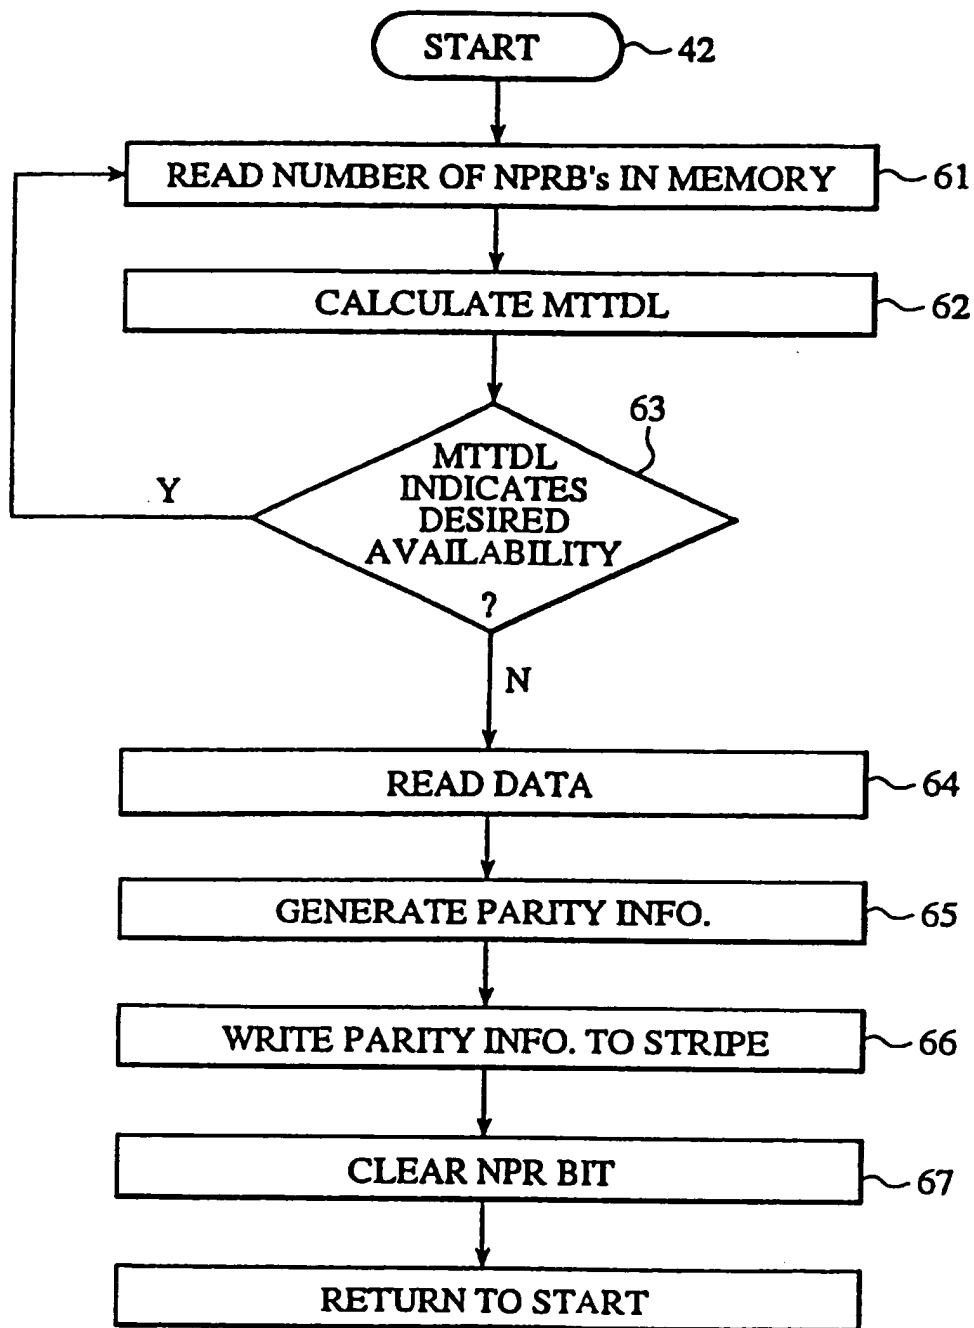 START
42
READ NUMBER OF NPRB's IN MEMORY
61
CALCULATE MTTDL
62
63
MTTDL
INDICATES
DESIRED
AVAILABILITY
?
Y
N
READ DATA
64
GENERATE PARITY INFO.
65
WRITE PARITY INFO. TO STRIPE
66
CLEAR NPR BIT
67
RETURN TO START